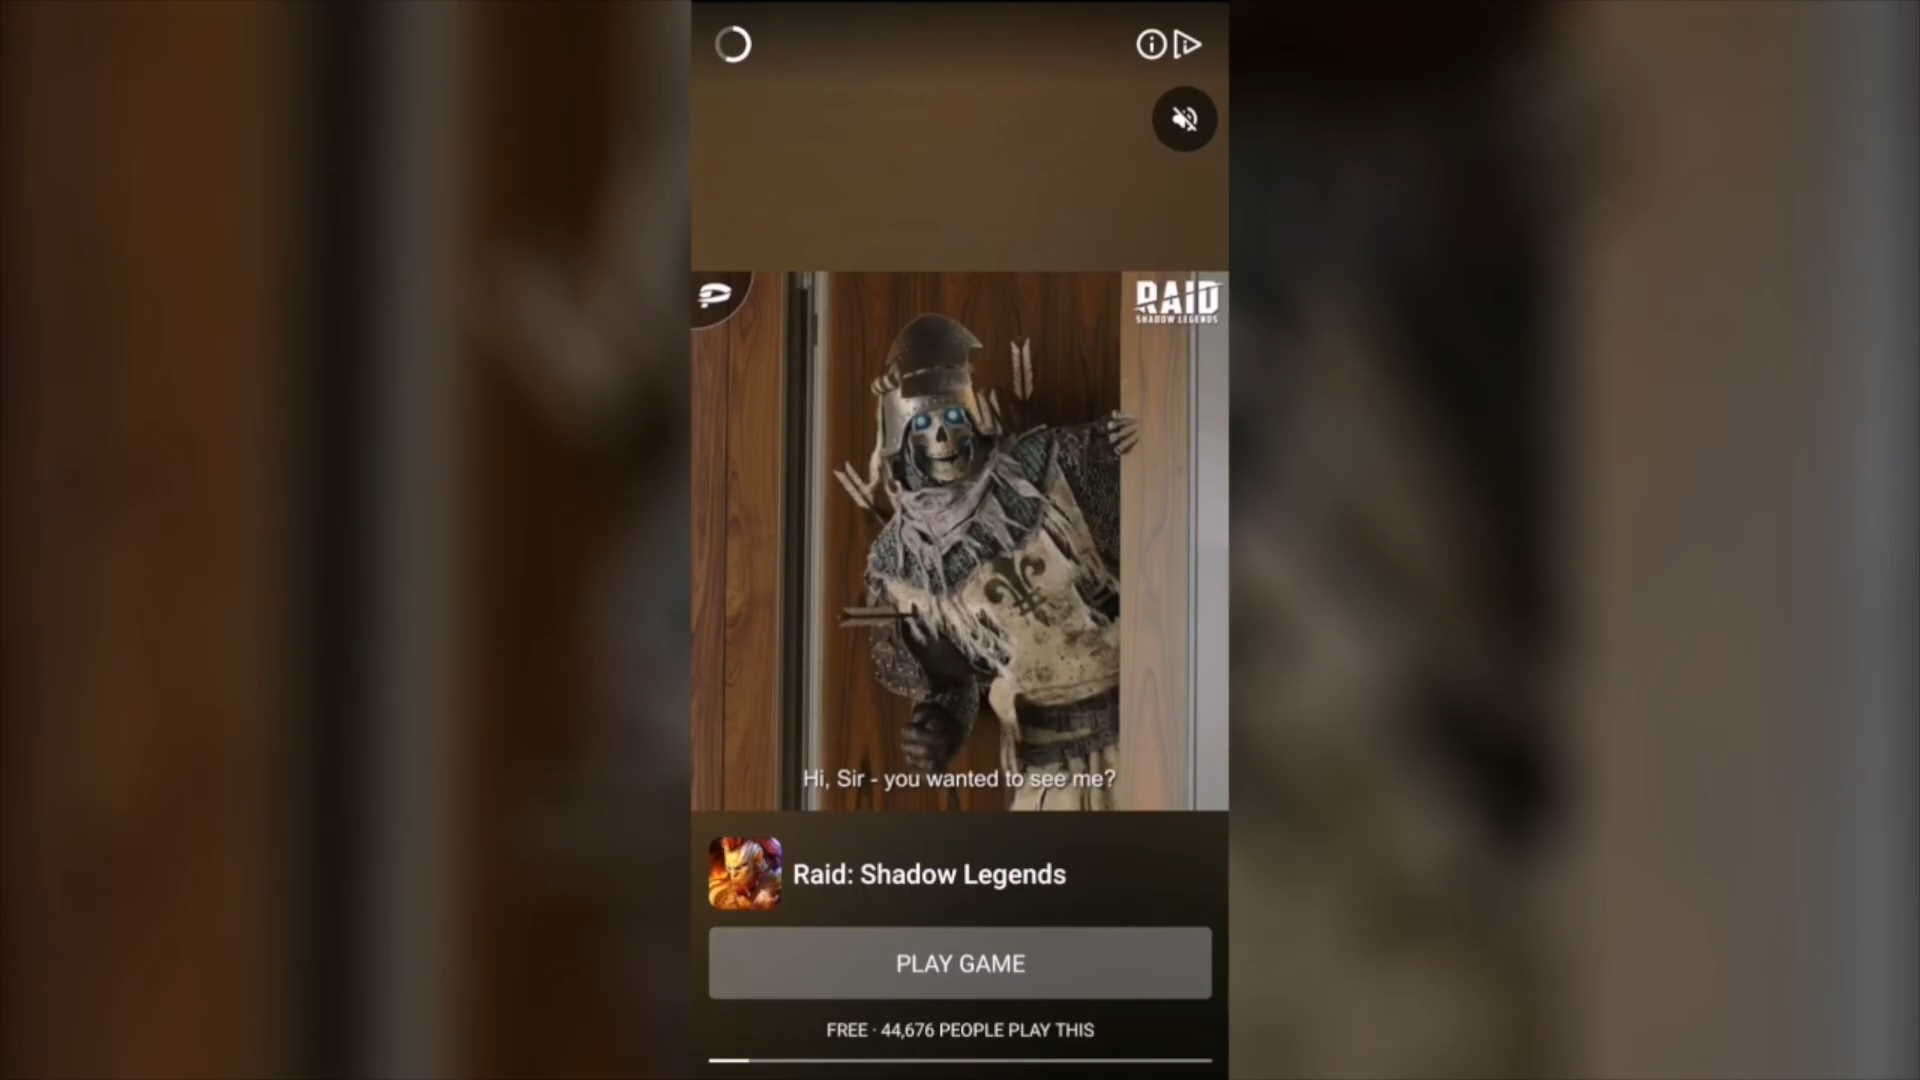 RAID
SHADOW LEGENDS
Hi, Sir - you wanted to see me?
Raid: Shadow Legends
PLAY GAME
FREE · 44,676 PEOPLE PLAY THIS